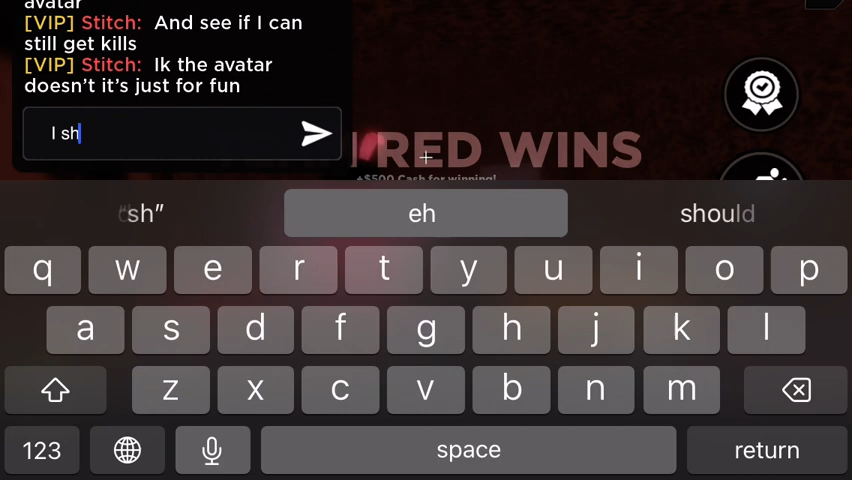 avatar
[VIP] Stitch: And see if I can
still get kills
[VIP] Stitch: Ik the avatar
doesn't it's just for fun
I sh
RED WINS
+$500 Cash for winning!
"sh" eh should
q w e r t y u i o p
a s d f g h j k l
z x c v b n m
123 space return